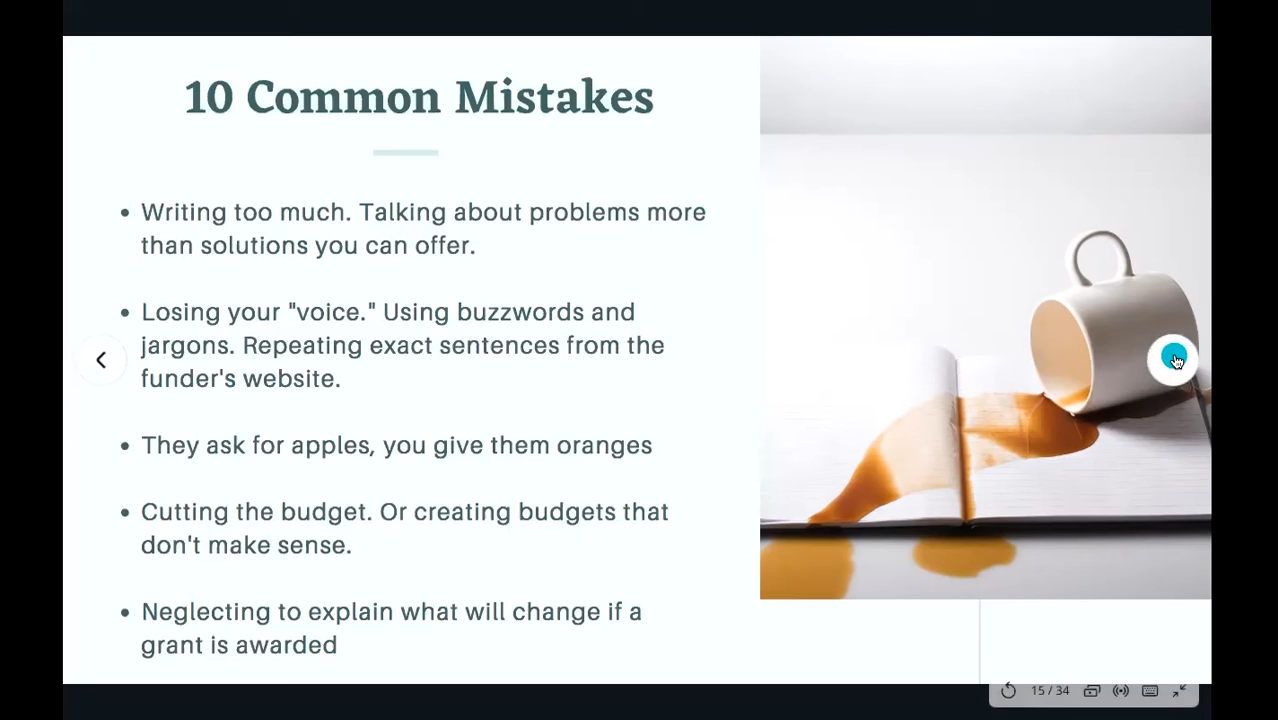 10 Common Mistakes
• Writing too much. Talking about problems more
than solutions you can offer.
• Losing your "voice." Using buzzwords and
jargons. Repeating exact sentences from the
funder's website.
• They ask for apples, you give them oranges
• Cutting the budget. Or creating budgets that
don't make sense.
• Neglecting to explain what will change if a
grant is awarded
15 / 34